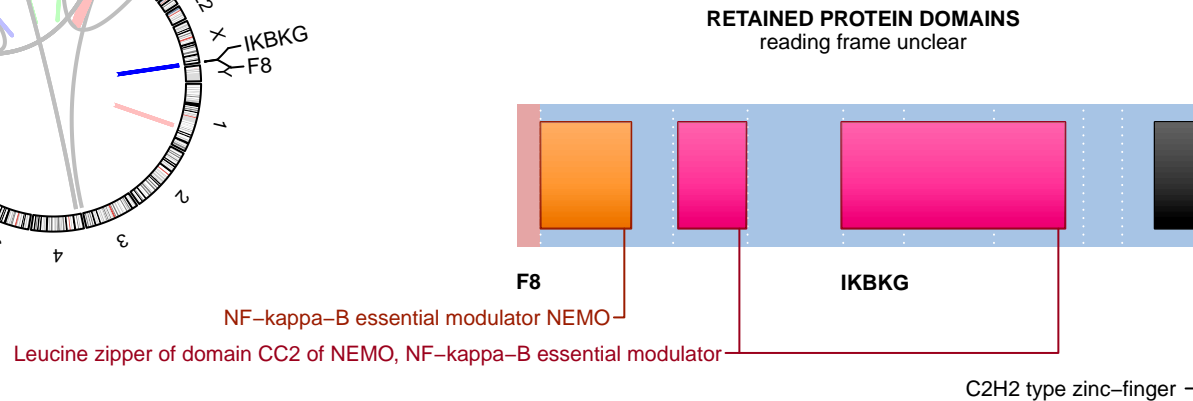 RETAINED PROTEIN DOMAINS
reading frame unclear
X
IKBKG
F8
1
2
3
4
F8
IKBKG
NF−kappa−B essential modulator NEMO
Leucine zipper of domain CC2 of NEMO, NF−kappa−B essential modulator
C2H2 type zinc−finger